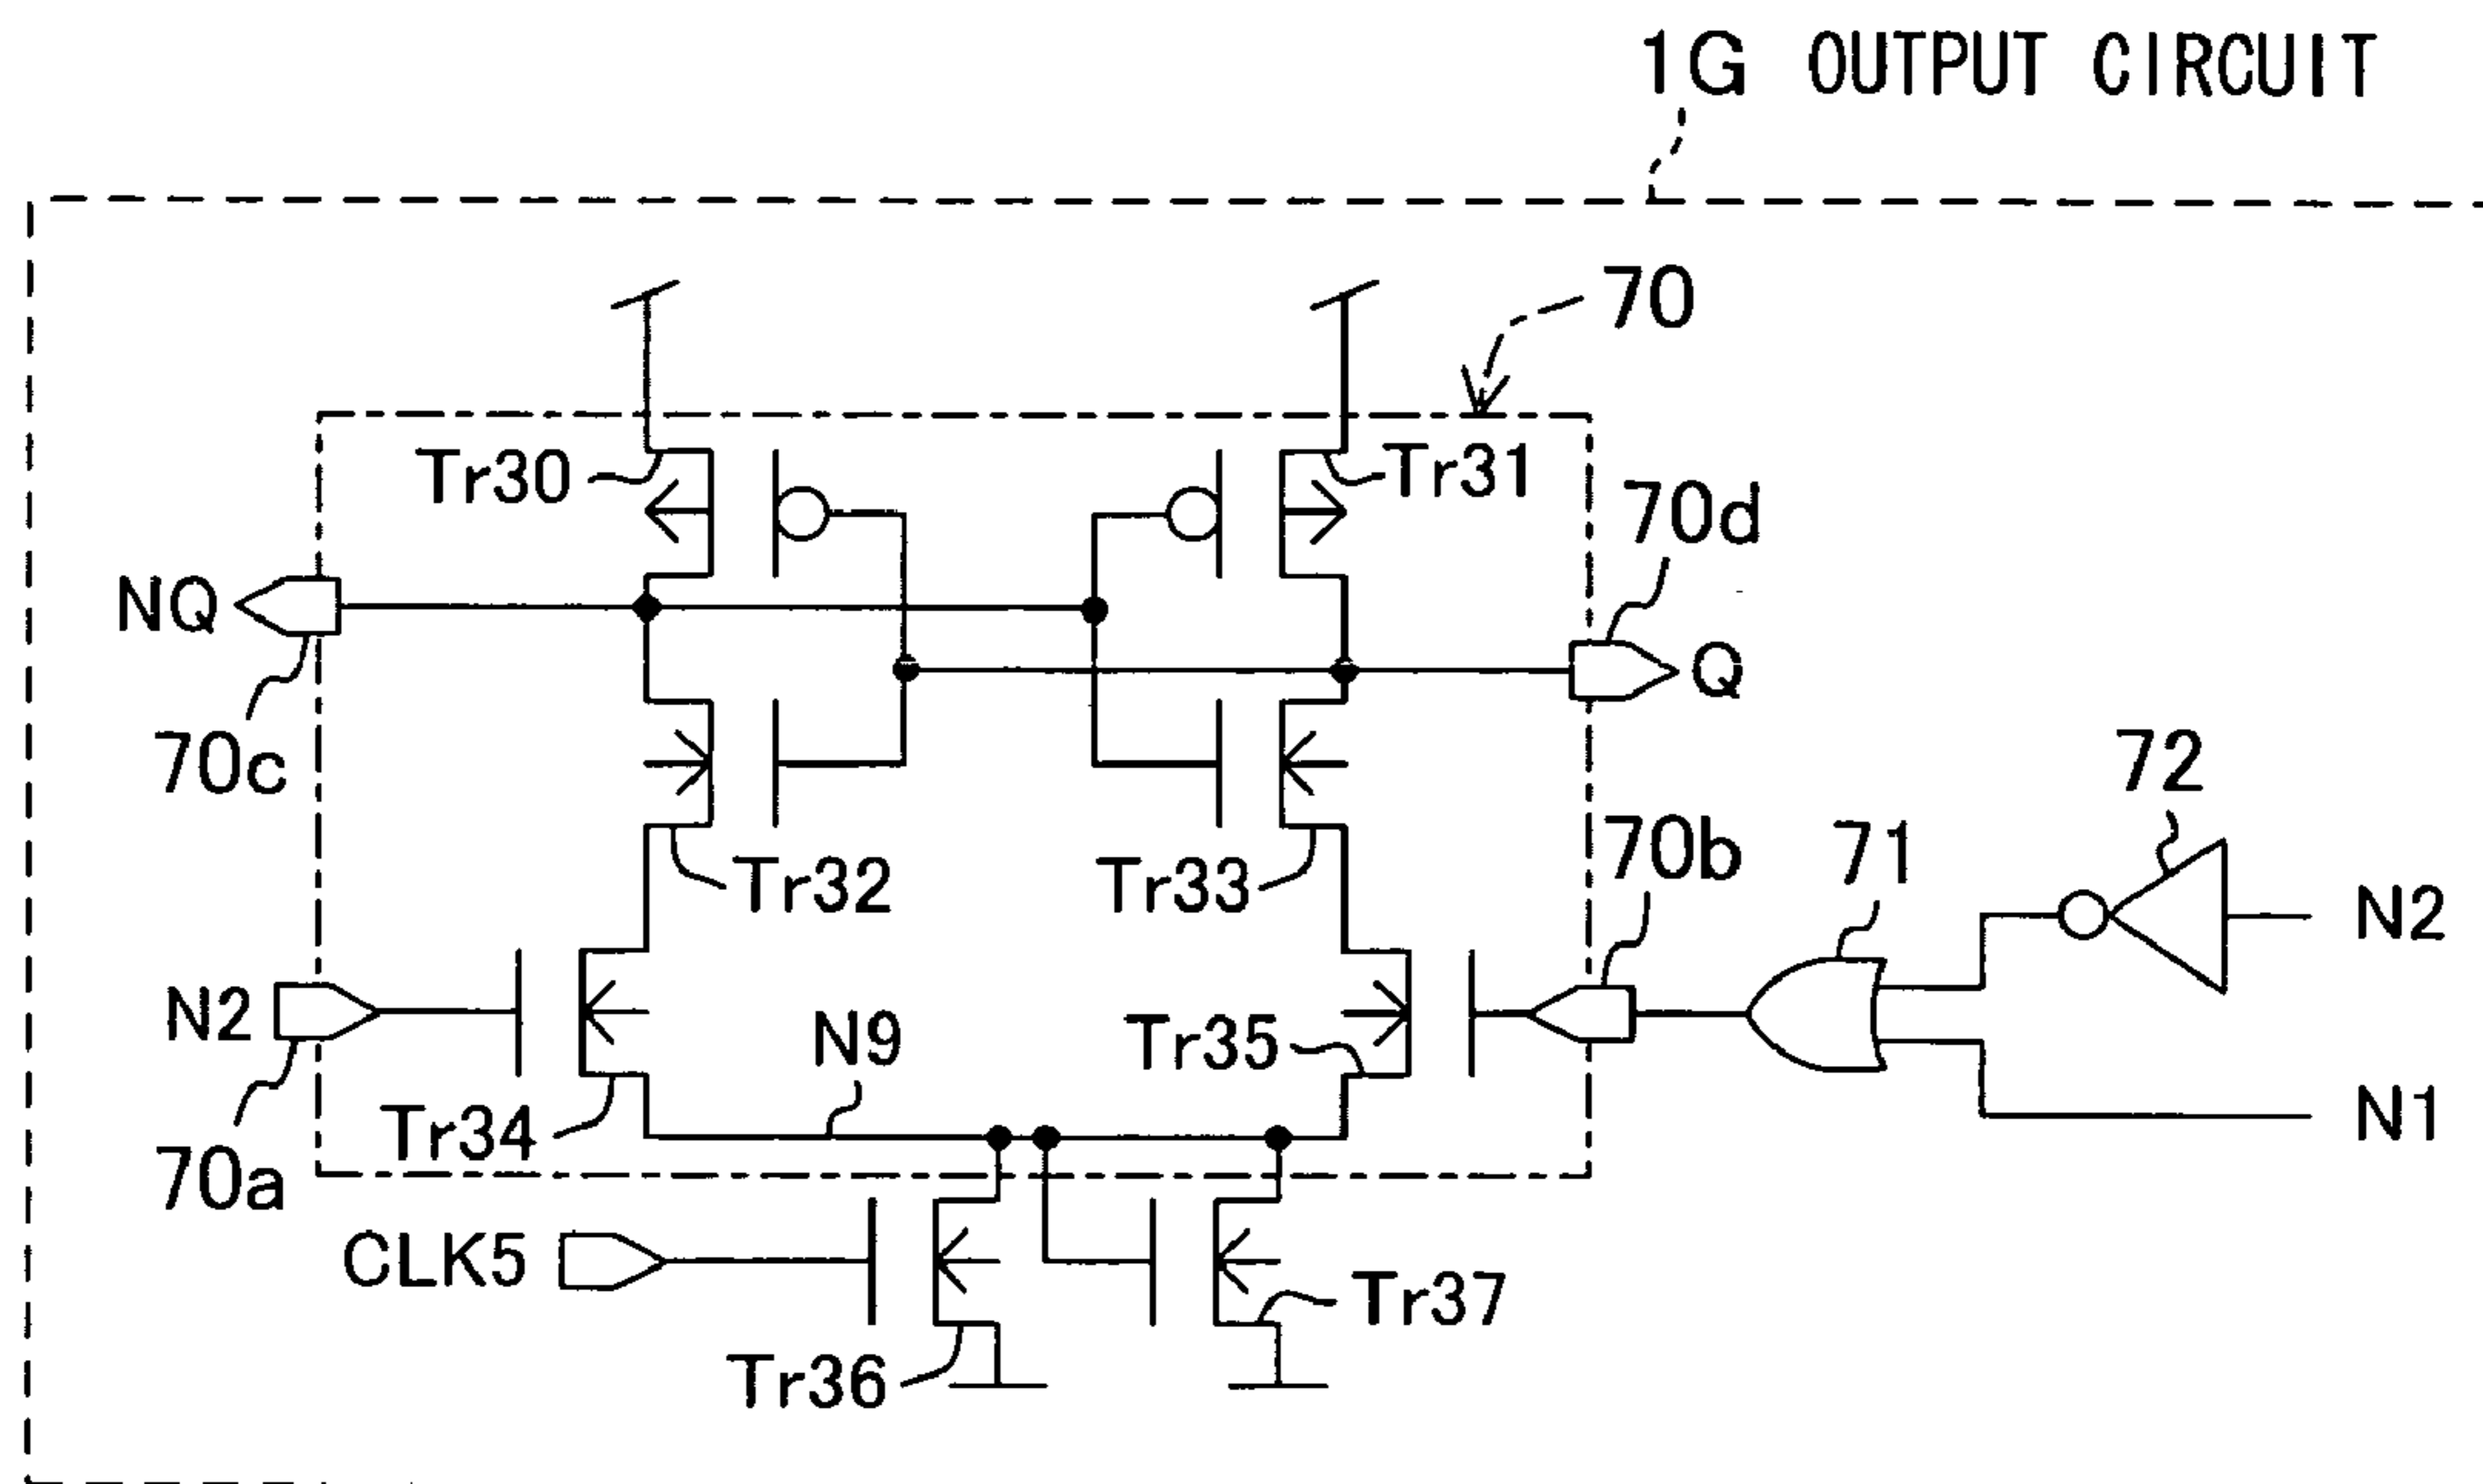 1G OUTPUT CIRCUIT
70
Tr30
Tr31
70d
NQ
Q
70c
72
70b
71
Tr32
Tr33
N2
N2
N9
Tr35
Tr34
N1
70a
CLK5
Tr37
Tr36